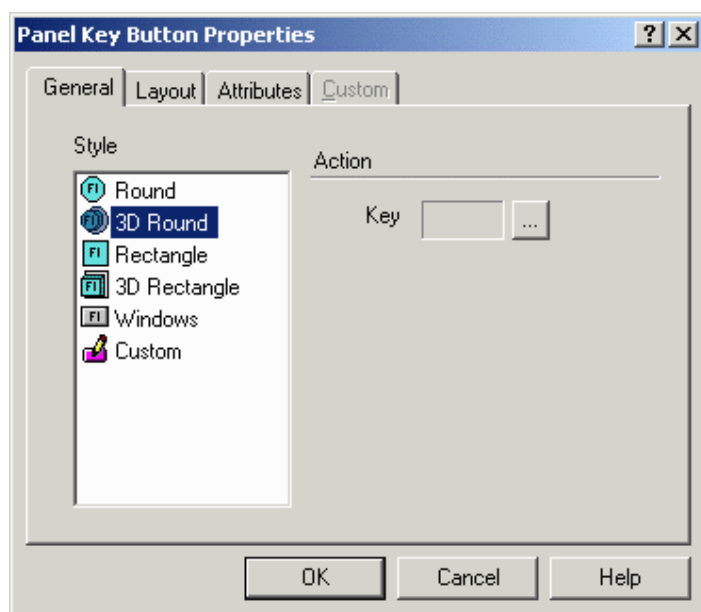 Panel Key Button Properties
General Layout Attributes Custom
Style
Action
Round
3D Round
Rectangle
3D Rectangle
Windows
Custom
Key ...
OK Cancel Help